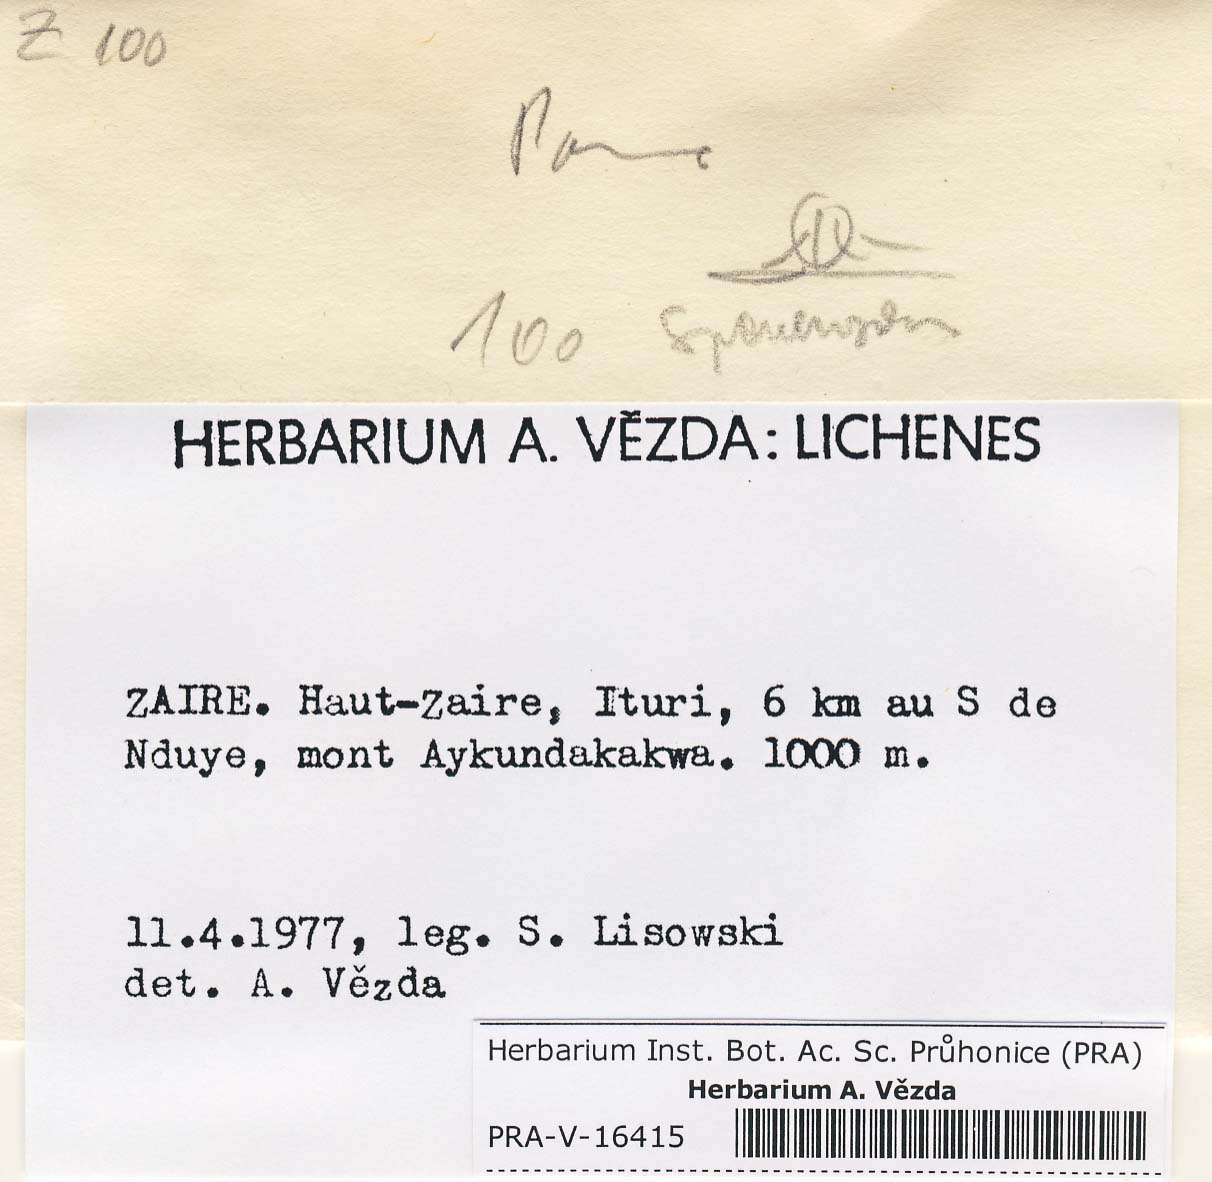 Z 100
100
HERBARIUM A. VĚZDA: LICHENES
ZAIRE. Haut-Zaire, Ituri, 6 km au S de
Nduye, mont Aykundakakwa. 1000 m.
11.4.1977, leg. S. Lisowski
det. A. Vězda
Herbarium Inst. Bot. Ac. Sc. Průhonice (PRA)
Herbarium A. Vězda
PRA-V-16415